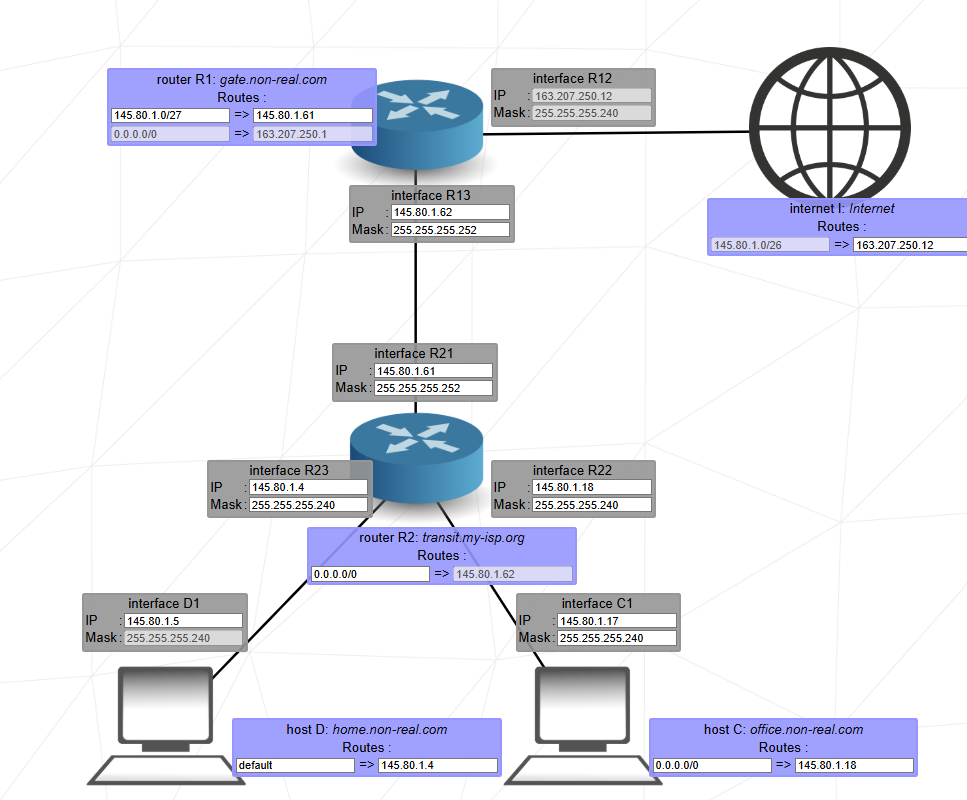 router R1: gate.non-real.com
Routes :
145.80.1.0/27 => 145.80.1.61
0.0.0.0/0 => 163.207.250.1
interface R12
IP : 163.207.250.12
Mask: 255.255.255.240
interface R13
IP : 145.80.1.62
Mask: 255.255.255.252
internet I: Internet
Routes :
145.80.1.0/26 => 163.207.250.12
interface R21
IP : 145.80.1.61
Mask: 255.255.255.252
interface R23
IP : 145.80.1.4
Mask: 255.255.255.240
interface R22
IP : 145.80.1.18
Mask: 255.255.255.240
router R2: transit.my-isp.org
Routes :
0.0.0.0/0 => 145.80.1.62
interface D1
IP : 145.80.1.5
Mask: 255.255.255.240
interface C1
IP : 145.80.1.17
Mask: 255.255.255.240
host D: home.non-real.com
Routes :
default => 145.80.1.4
host C: office.non-real.com
Routes :
0.0.0.0/0 => 145.80.1.18